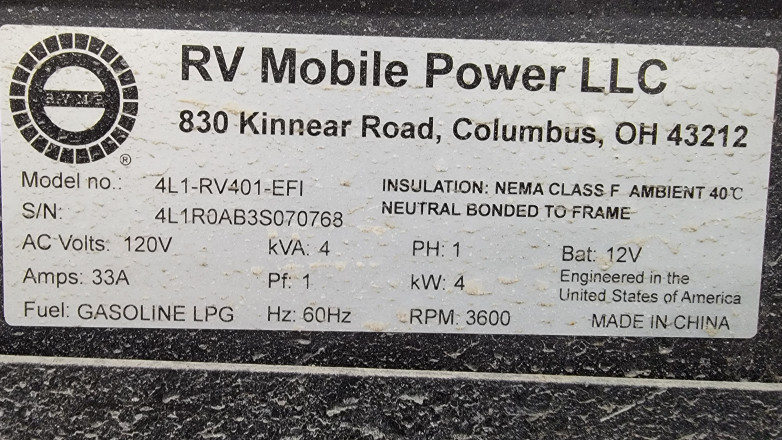 RVMP
RV Mobile Power LLC
830 Kinnear Road, Columbus, OH 43212
®
Model no.: 4L1-RV401-EFI
INSULATION: NEMA CLASS F AMBIENT 40℃
S/N: 4L1R0AB3S070768
NEUTRAL BONDED TO FRAME
AC Volts: 120V kVA: 4 PH: 1 Bat: 12V
Amps: 33A Pf: 1 kW: 4 Engineered in the
United States of America
Fuel: GASOLINE LPG Hz: 60Hz RPM: 3600 MADE IN CHINA